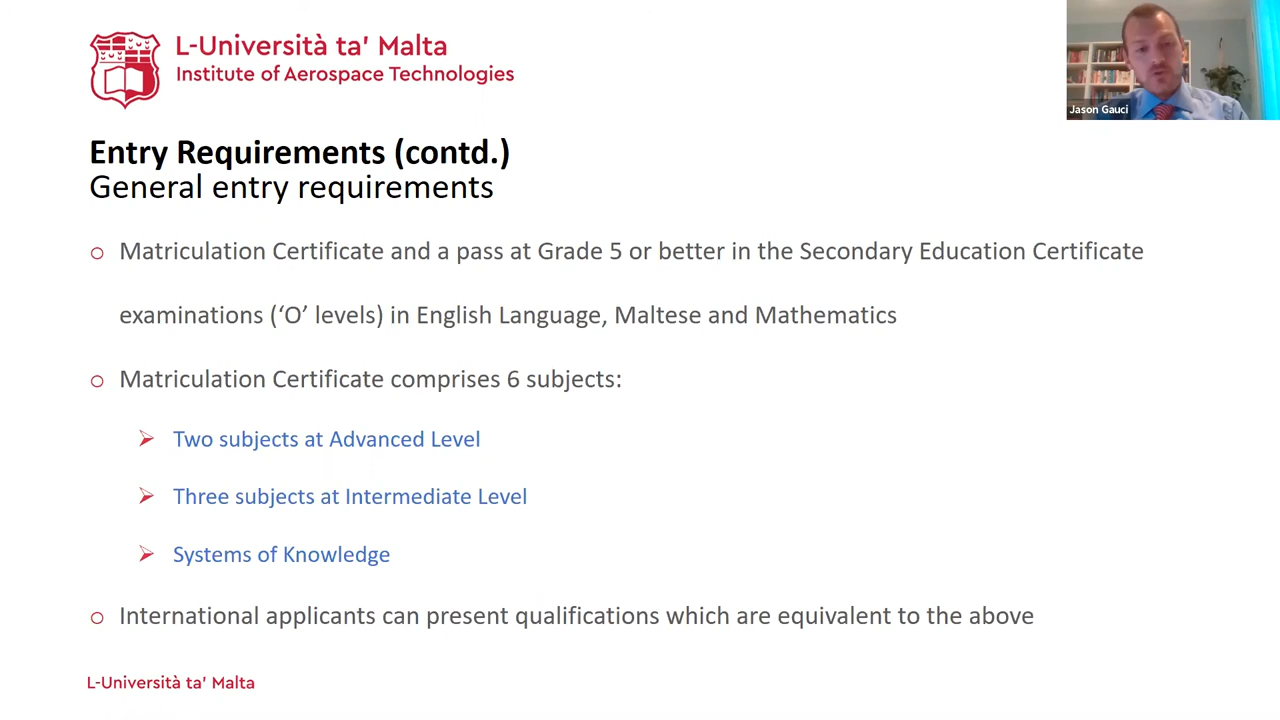 L-Università ta' Malta
Institute of Aerospace Technologies
Jason Gauci
Entry Requirements (contd.)
General entry requirements
Matriculation Certificate and a pass at Grade 5 or better in the Secondary Education Certificate
examinations (‘O’ levels) in English Language, Maltese and Mathematics
Matriculation Certificate comprises 6 subjects:
Two subjects at Advanced Level
Three subjects at Intermediate Level
Systems of Knowledge
International applicants can present qualifications which are equivalent to the above
L-Università ta' Malta